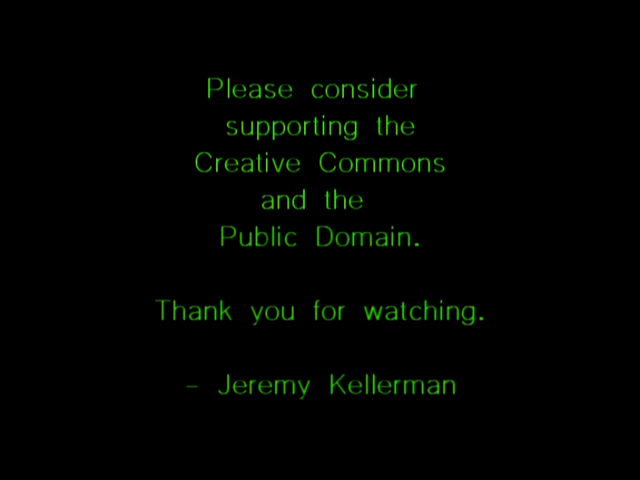 Please consider
supporting the
Creative Commons
and the
Public Domain.
Thank you for watching.
- Jeremy Kellerman